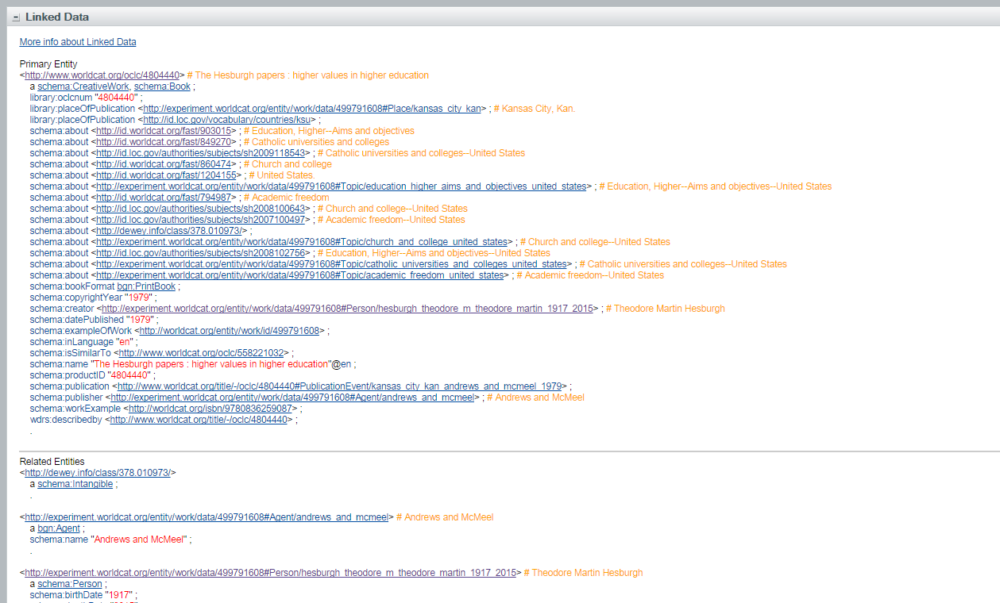 Linked Data
More info about Linked Data
Primary Entity
<http://www.worldcat.org/oclc/4804440> # The Hesburgh papers : higher values in higher education
a schema:CreativeWork, schema:Book ;
library:oclcnum "4804440" ;
library:placeOfPublication <http://experiment.worldcat.org/entity/work/data/499791608#Place/kansas_city_kan> ; # Kansas City, Kan.
library:placeOfPublication <http://id.loc.gov/vocabulary/countries/ksu> ;
schema:about <http://id.worldcat.org/fast/903015> ; # Education, Higher--Aims and objectives
schema:about <http://id.worldcat.org/fast/849270> ; # Catholic universities and colleges
schema:about <http://id.loc.gov/authorities/subjects/sh2009118543> ; # Catholic universities and colleges--United States
schema:about <http://id.worldcat.org/fast/860474> ; # Church and college
schema:about <http://id.worldcat.org/fast/1204155> ; # United States.
schema:about <http://experiment.worldcat.org/entity/work/data/499791608#Topic/education_higher_aims_and_objectives_united_states> ; # Education, Higher--Aims and objectives--United States
schema:about <http://id.worldcat.org/fast/794987> ; # Academic freedom
schema:about <http://id.loc.gov/authorities/subjects/sh2008100643> ; # Church and college--United States
schema:about <http://id.loc.gov/authorities/subjects/sh2007100497> ; # Academic freedom--United States
schema:about <http://dewey.info/class/378.010973/> ;
schema:about <http://experiment.worldcat.org/entity/work/data/499791608#Topic/church_and_college_united_states> ; # Church and college--United States
schema:about <http://id.loc.gov/authorities/subjects/sh2008102756> ; # Education, Higher--Aims and objectives--United States
schema:about <http://experiment.worldcat.org/entity/work/data/499791608#Topic/catholic_universities_and_colleges_united_states> ; # Catholic universities and colleges--United States
schema:about <http://experiment.worldcat.org/entity/work/data/499791608#Topic/academic_freedom_united_states> ; # Academic freedom--United States
schema:bookFormat bgn:PrintBook ;
schema:copyrightYear "1979" ;
schema:creator <http://experiment.worldcat.org/entity/work/data/499791608#Person/hesburgh_theodore_m_theodore_martin_1917_2015> ; # Theodore Martin Hesburgh
schema:datePublished "1979" ;
schema:exampleOfWork <http://worldcat.org/entity/work/id/499791608> ;
schema:inLanguage "en" ;
schema:isSimilarTo <http://www.worldcat.org/oclc/558221032> ;
schema:name "The Hesburgh papers : higher values in higher education"@en ;
schema:productID "4804440" ;
schema:publication <http://www.worldcat.org/title/-/oclc/4804440#PublicationEvent/kansas_city_kan_andrews_and_mcmeel_1979> ;
schema:publisher <http://experiment.worldcat.org/entity/work/data/499791608#Agent/andrews_and_mcmeel> ; # Andrews and McMeel
schema:workExample <http://worldcat.org/isbn/9780836259087> ;
wdrs:describedby <http://www.worldcat.org/title/-/oclc/4804440> ;
.
Related Entities
<http://dewey.info/class/378.010973/>
a schema:Intangible ;
.
<http://experiment.worldcat.org/entity/work/data/499791608#Agent/andrews_and_mcmeel> # Andrews and McMeel
a bgn:Agent ;
schema:name "Andrews and McMeel" ;
.
<http://experiment.worldcat.org/entity/work/data/499791608#Person/hesburgh_theodore_m_theodore_martin_1917_2015> # Theodore Martin Hesburgh
a schema:Person ;
schema:birthDate "1917" ;